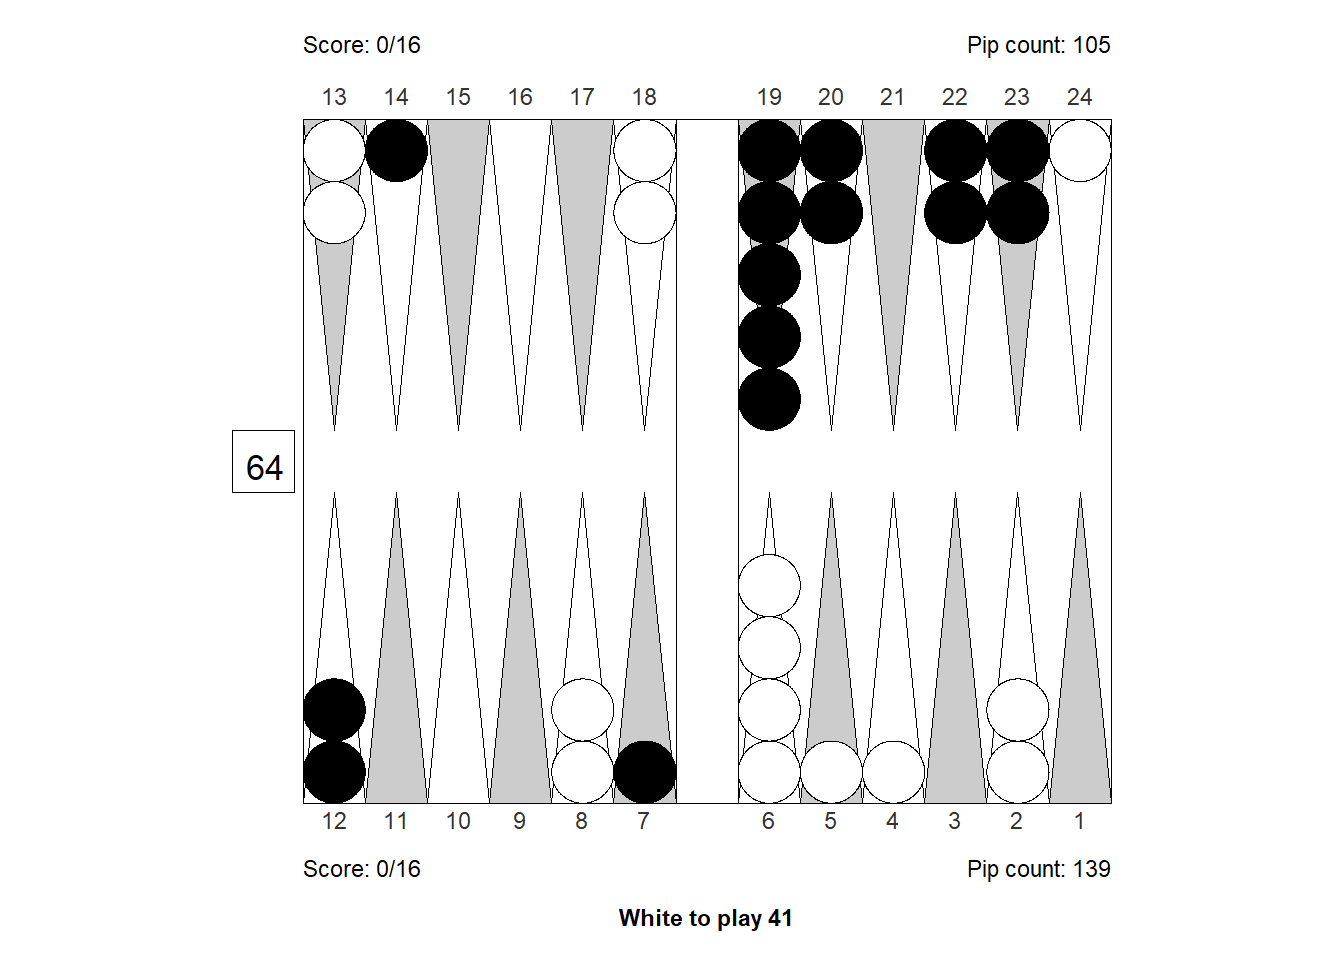 Score: 0/16 Pip count: 105
13 14 15 16 17 18 19 20 21 22 23 24
64
12 11 10 9 8 7 6 5 4 3 2 1
Score: 0/16 Pip count: 139
White to play 41